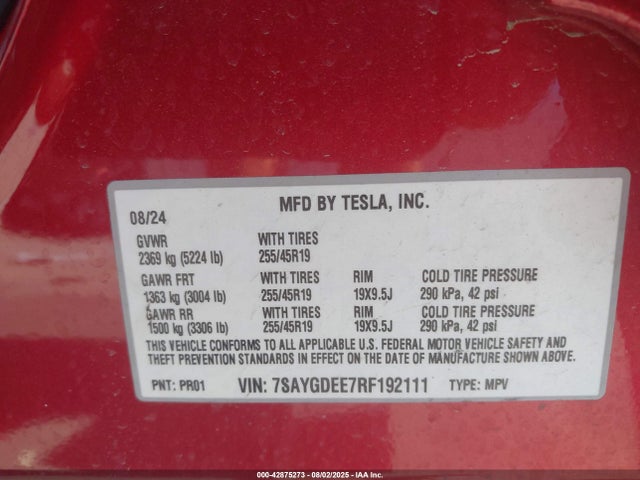 MFD BY TESLA, INC.
08/24
GVWR WITH TIRES
2369 kg (5224 lb) 255/45R19
GAWR FRT WITH TIRES RIM COLD TIRE PRESSURE
1363 kg (3004 lb) 255/45R19 19X9.5J 290 kPa, 42 psi
GAWR RR WITH TIRES RIM COLD TIRE PRESSURE
1500 kg (3306 lb) 255/45R19 19X9.5J 290 kPa, 42 psi
THIS VEHICLE CONFORMS TO ALL APPLICABLE U.S. FEDERAL MOTOR VEHICLE SAFETY AND
THEFT PREVENTION STANDARDS IN EFFECT ON THE DATE OF MANUFACTURE SHOWN ABOVE.
PNT: PR01 VIN: 7SAYGDEE7RF192111 TYPE: MPV
000-42875273 - 08/02/2025 - IAA Inc.